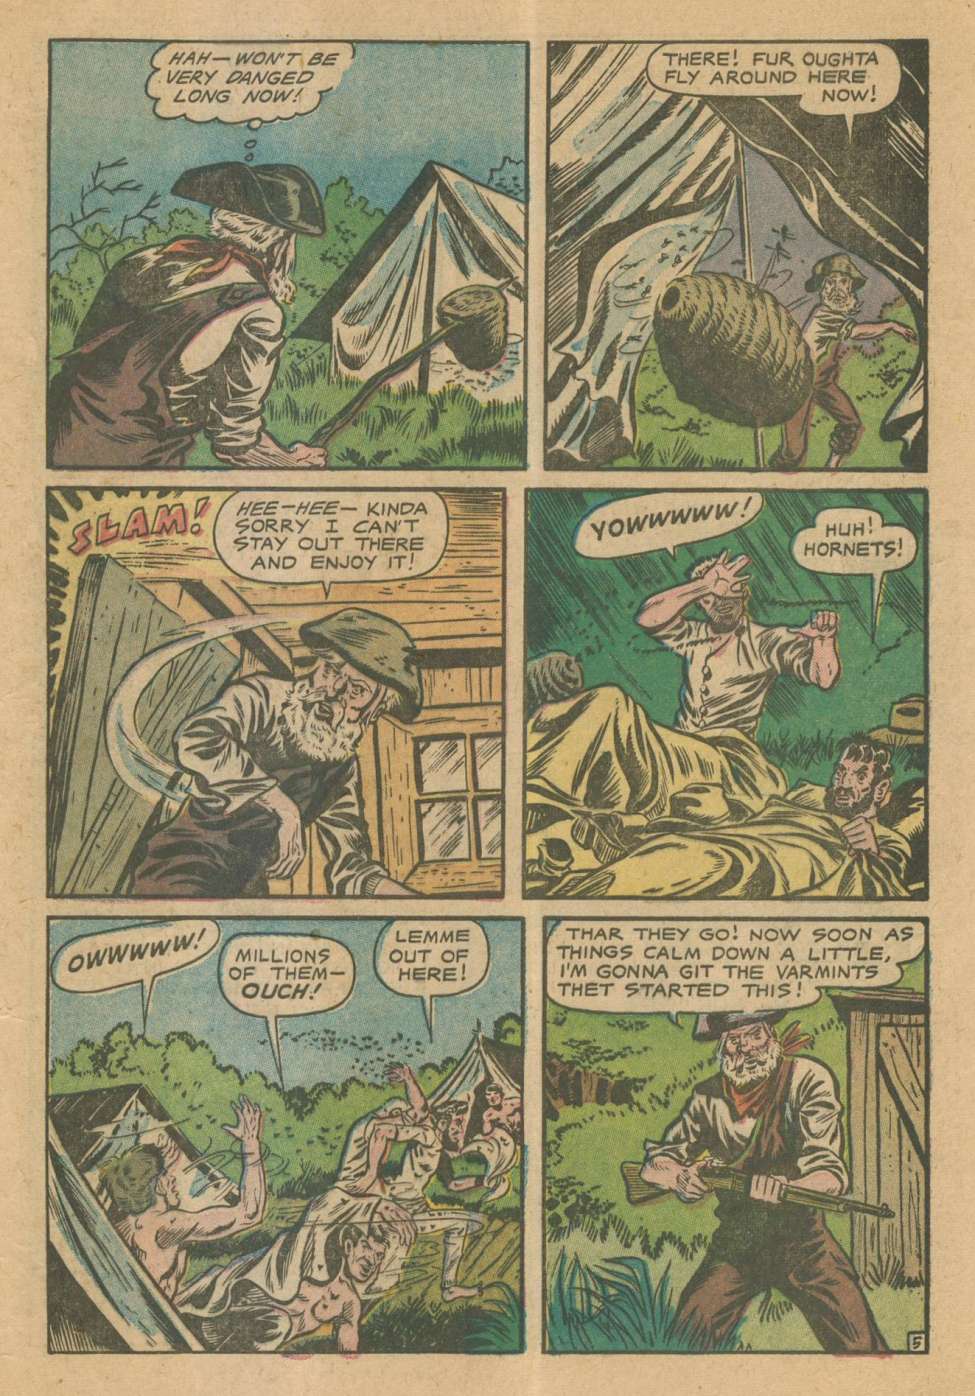 HAH—WON'T BE
VERY DANGED
LONG NOW!
THERE! FUR OUGHTA
FLY AROUND HERE
NOW!
SLAM!
HEE-HEE— KINDA
SORRY I CAN'T
STAY OUT THERE
AND ENJOY IT!
YOWWWWW!
HUH!
HORNETS!
OWWWWW!
MILLIONS
OF THEM—
OUCH!
LEMME
OUT OF
HERE!
THAR THEY GO! NOW SOON AS
THINGS CALM DOWN A LITTLE,
I'M GONNA GIT THE VARMINTS
THET STARTED THIS!
5